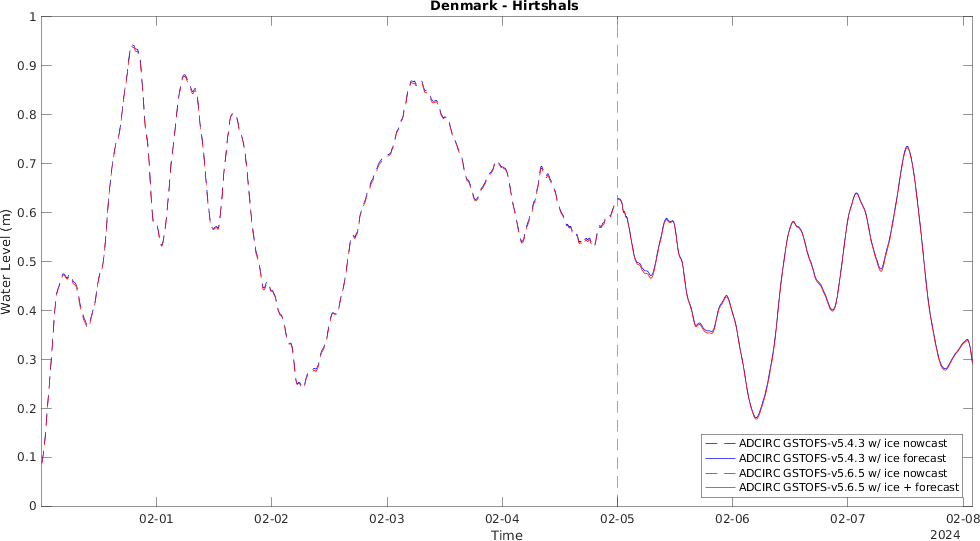 Denmark - Hirtshals
1
0.9
0.8
0.7
0.6
0.5
0.4
0.3
0.2
0.1
0
Water Level (m)
ADCIRC GSTOFS-v5.4.3 w/ ice nowcast
ADCIRC GSTOFS-v5.4.3 w/ ice forecast
ADCIRC GSTOFS-v5.6.5 w/ ice nowcast
ADCIRC GSTOFS-v5.6.5 w/ ice + forecast
02-01 02-02 02-03 02-04 02-05 02-06 02-07 02-08
Time
2024